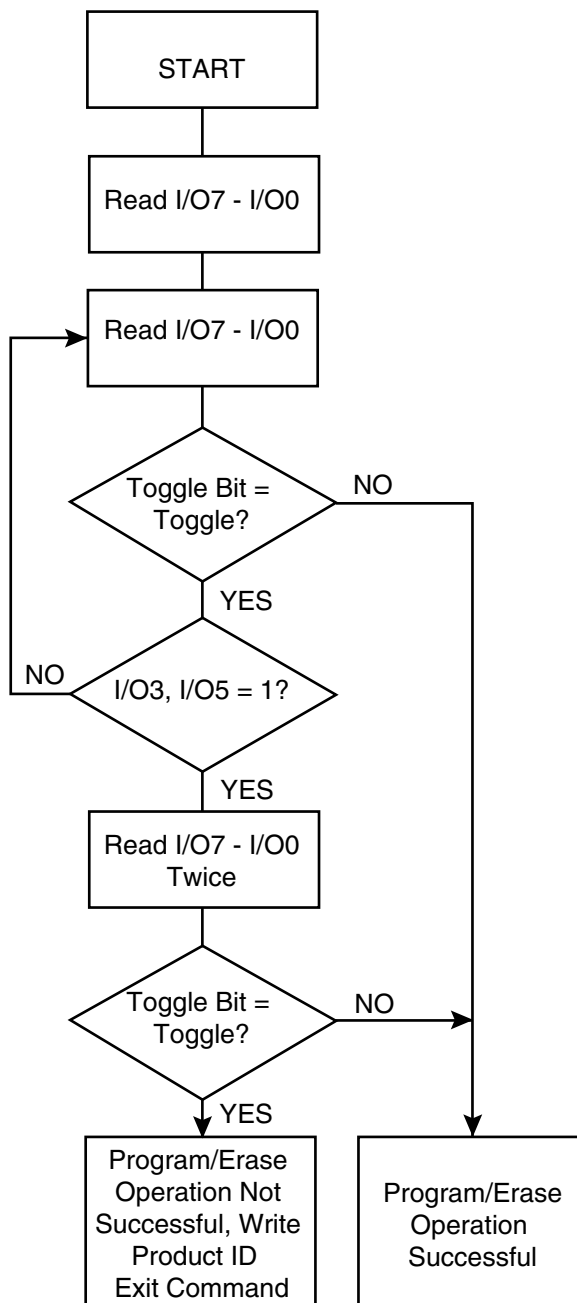 START
Read I/O7 - I/O0
Read I/O7 - I/O0
Toggle Bit =
Toggle?
NO
YES
NO
I/O3, I/O5 = 1?
YES
Read I/O7 - I/O0
Twice
Toggle Bit =
Toggle?
NO
YES
Program/Erase
Operation Not
Successful, Write
Product ID
Exit Command
Program/Erase
Operation
Successful